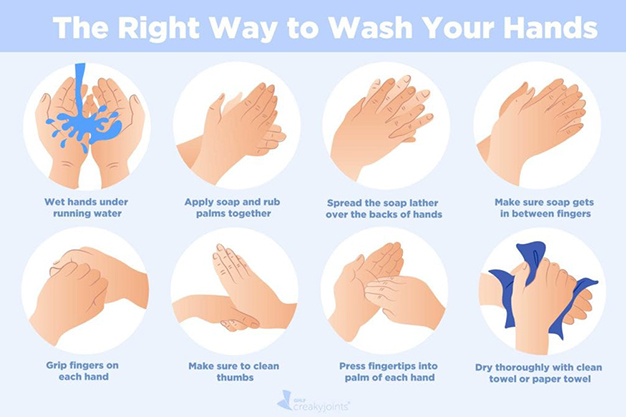 The Right Way to Wash Your Hands
Wet hands under
running water
Apply soap and rub
palms together
Spread the soap lather
over the backs of hands
Make sure soap gets
in between fingers
Grip fingers on
each hand
Make sure to clean
thumbs
Press fingertips into
palm of each hand
Dry thoroughly with clean
towel or paper towel
creakyjoints